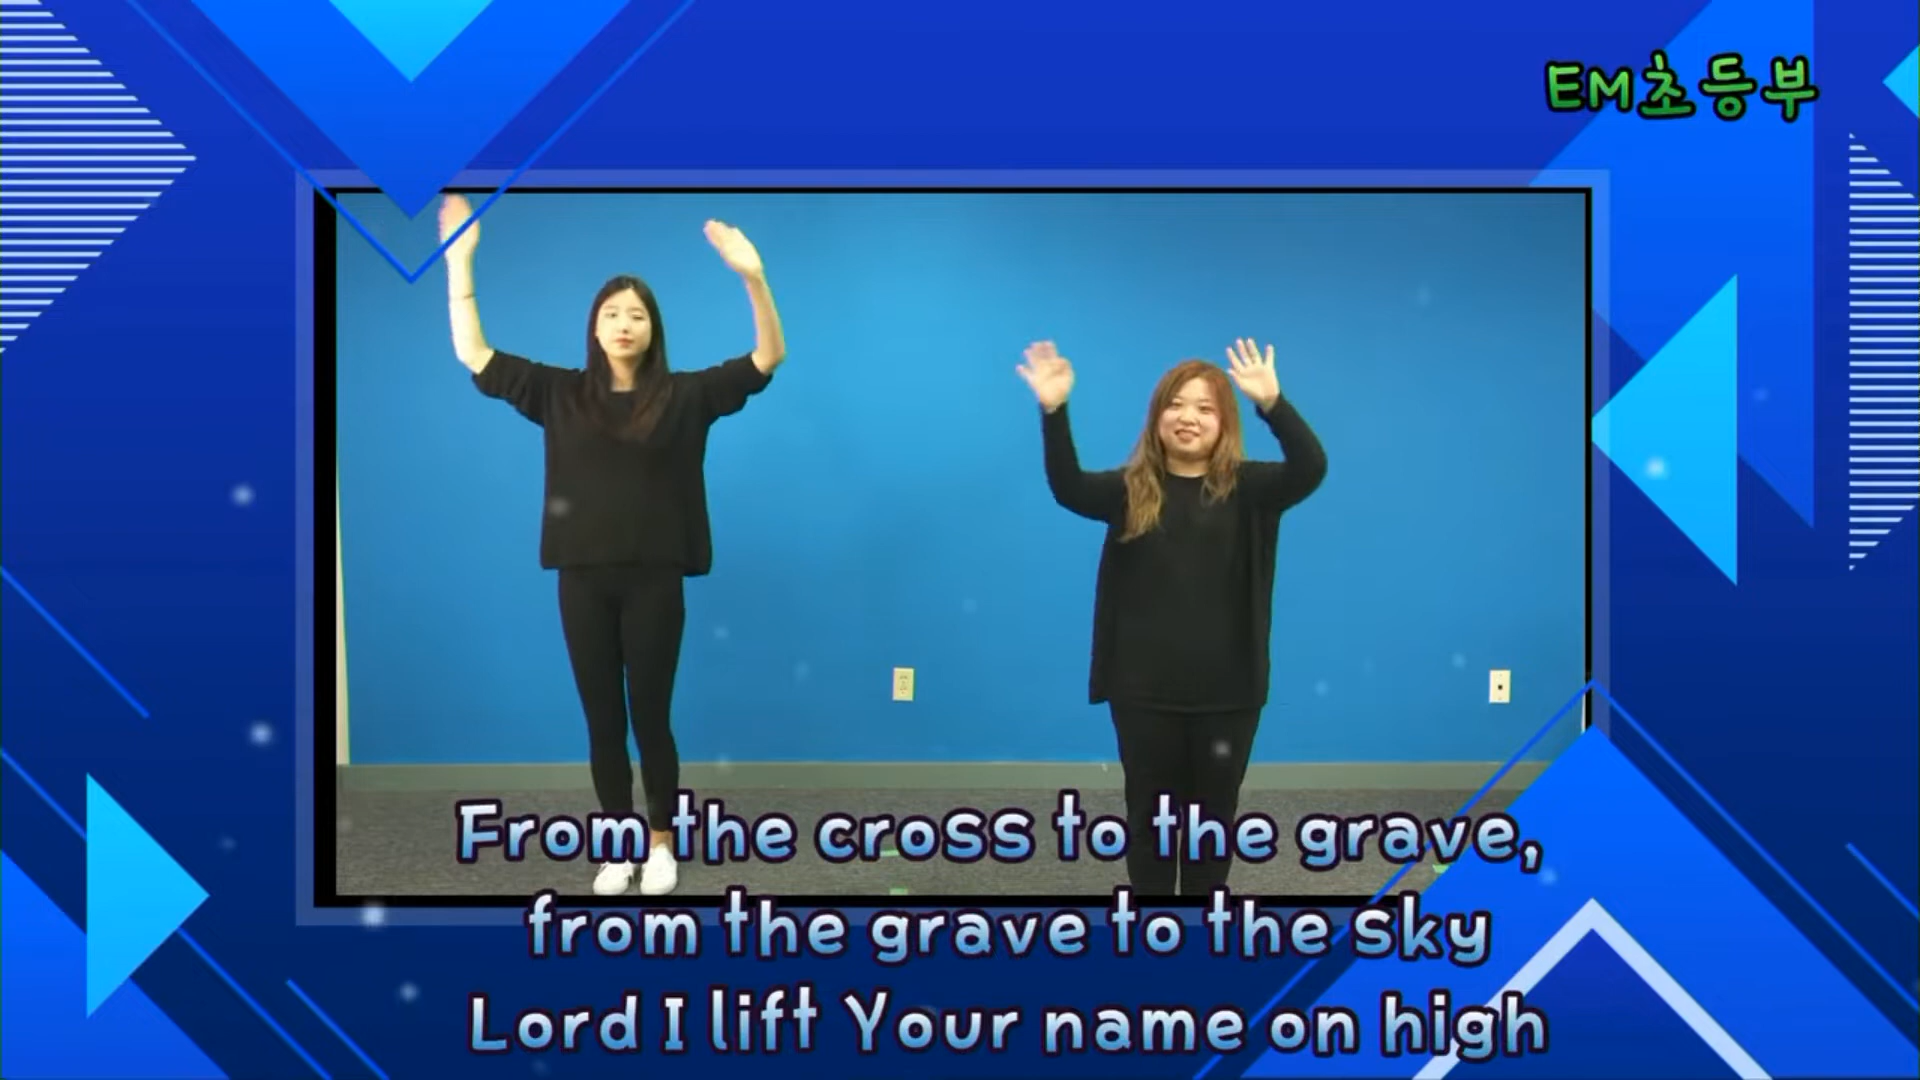 EM초등부
From the cross to the grave,
from the grave to the sky
Lord I lift Your name on high